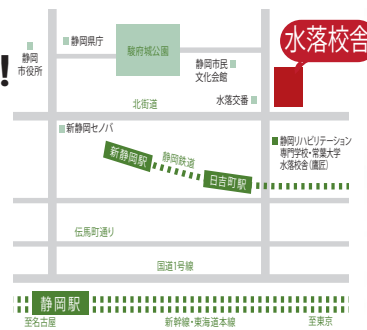 水落校舎
!
静岡県庁
静岡
市役所
駿府城公園
静岡市民
文化会館
水落交番
北街道
新静岡セノバ
静岡リハビリテーション
専門学校・常葉大学
水落校舎(鷹匠)
新静岡駅
静岡鉄道
日吉町駅
伝馬町通り
国道1号線
静岡駅
至名古屋
新幹線・東海道本線
至東京